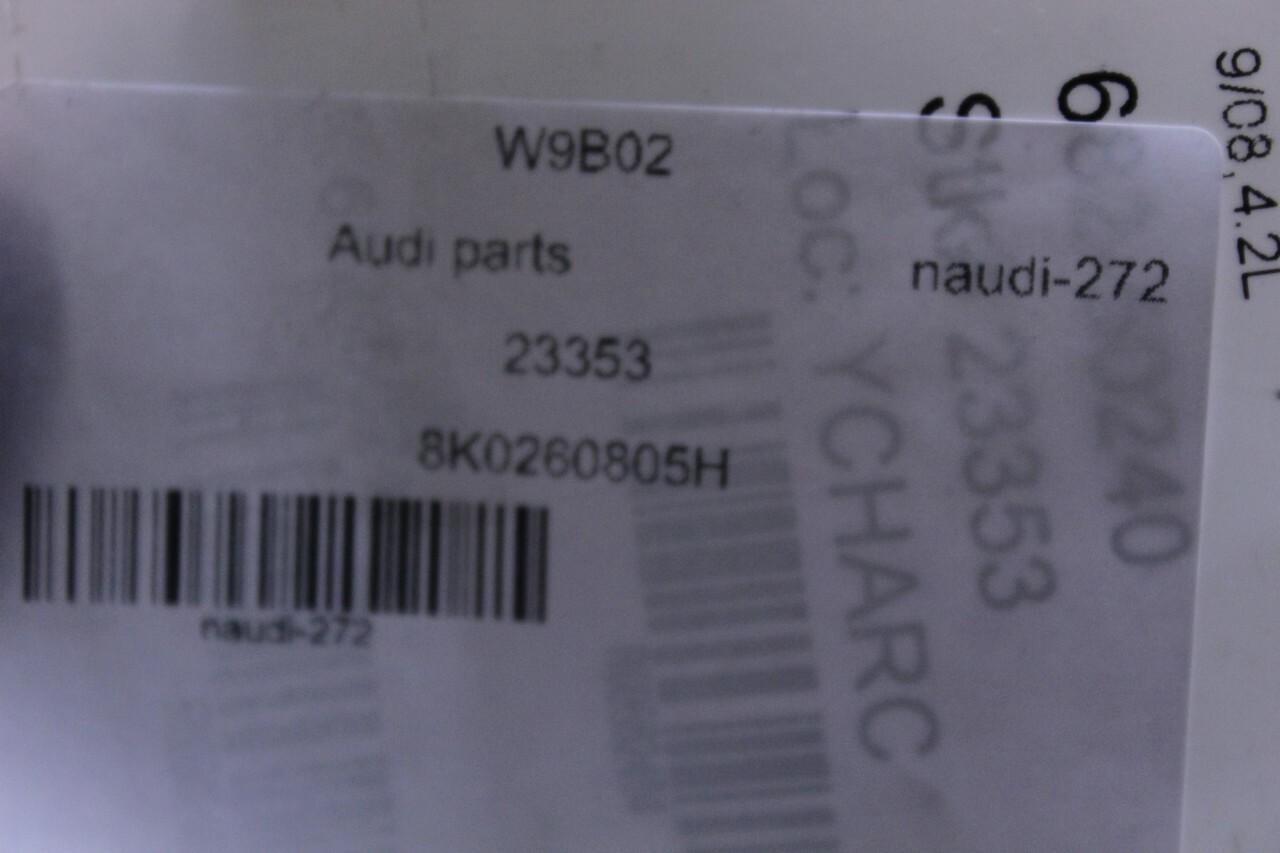 W9B02
Audi parts
naudi-272
23353
8K0260805H
naudi-272
Loc: YCHARC
Stk 23353
9/08, 4.2L